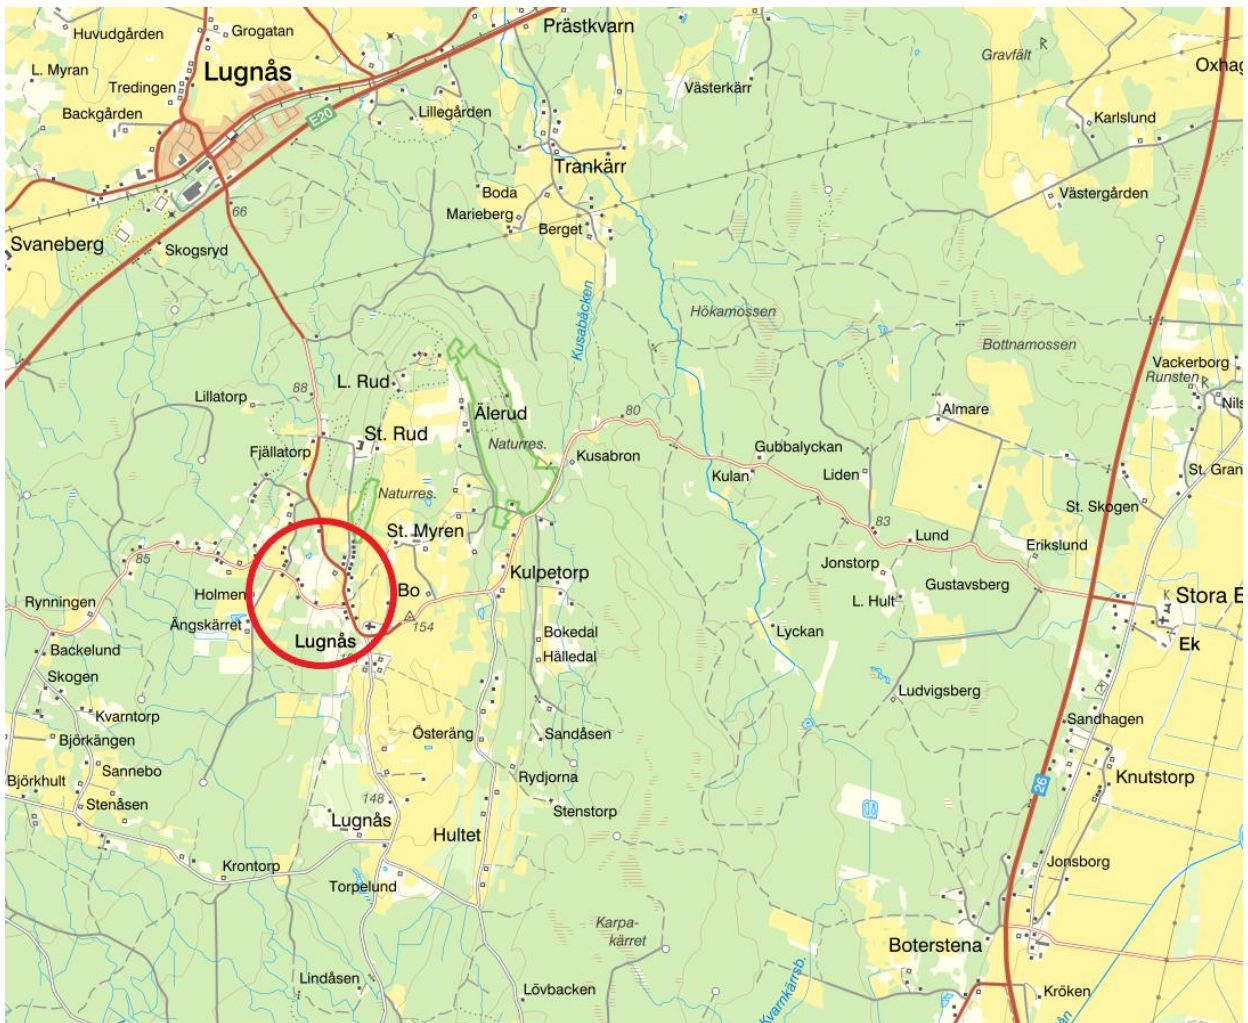 Huvudgården
Grogatan
Prästkvarn
Gravfält
L. Myran
Lugnås
Oxhag
Tredingen
Västerkärr
Backgården
E20
Lillegården
Karlslund
Trankärr
Boda
Västergården
66
Marieberg
Svaneberg
Skogsryd
Berget
Kusabäcken
Hökamossen
Bottnamossen
Vackerborg
Runsten
88
L. Rud
Lillatorp
Älerud
80
Almare
Nils
St. Rud
Naturres.
Gubbalyckan
Fjällatorp
Kusabron
Kulan
Liden
St. Gran
Naturres.
St. Skogen
83
St. Myren
Lund
Erikslund
85
Jonstorp
Kulpetorp
Gustavsberg
Holmen
Bo
L. Hult
Stora E
Rynningen
Ängskärret
154
Lugnås
Bokedal
Lyckan
Ek
Backelund
Hälledal
Skogen
Ludvigsberg
Kvarntorp
Sandhagen
Björkängen
Österäng
Sandåsen
Sannebo
Björkhult
Rydjorna
Knutstorp
26
Stenåsen
148
Stenstorp
Lugnås
Hultet
Krontorp
Jonsborg
Torpelund
Karpa-
kärret
Boterstena
Lindåsen
Lövbacken
Kvarnkärrsb.
Kröken
ån